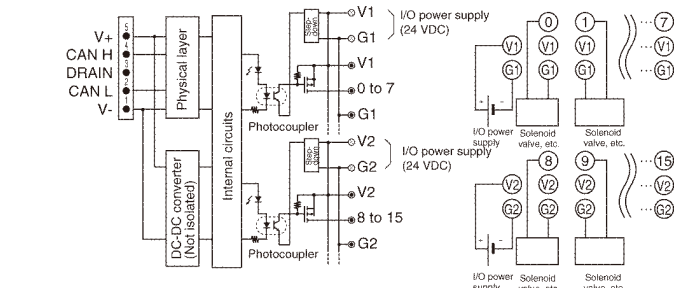 5
V+
4
CAN H
3
DRAIN
2
CAN L
1
V-
Physical layer
DC-DC converter
(Not isolated)
Internal circuits
Step-
down
V1
G1
I/O power supply
(24 VDC)
V1
0 to 7
G1
Photocoupler
Step-
down
V2
G2
I/O power supply
(24 VDC)
V2
8 to 15
G2
Photocoupler
0
1
7
V1
V1
V1
V1
G1
G1
G1
G1
+
I/O power
supply
Solenoid
valve, etc.
Solenoid
valve, etc.
8
9
15
V2
V2
V2
V2
G2
G2
G2
G2
+
I/O power
supply
Solenoid
valve, etc.
Solenoid
valve, etc.